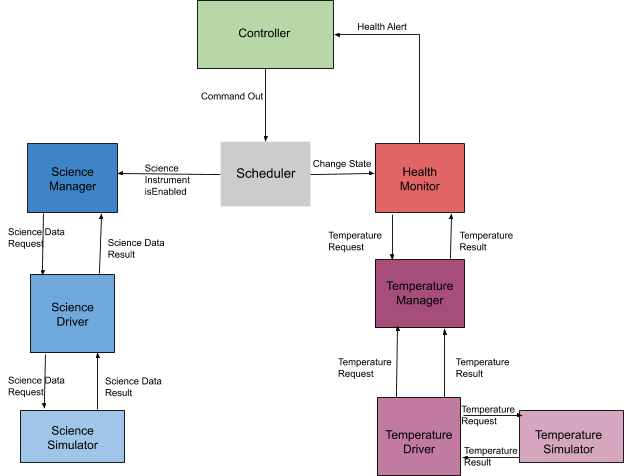 Controller
Health Alert
Command Out
Science
Manager
Science
Instrument
isEnabled
Scheduler
Change State
Health
Monitor
Science Data
Request
Science Data
Result
Temperature
Request
Temperature
Result
Science
Driver
Temperature
Manager
Science Data
Request
Science Data
Result
Temperature
Request
Temperature
Result
Science
Simulator
Temperature
Driver
Temperature
Request
Temperature
Result
Temperature
Simulator